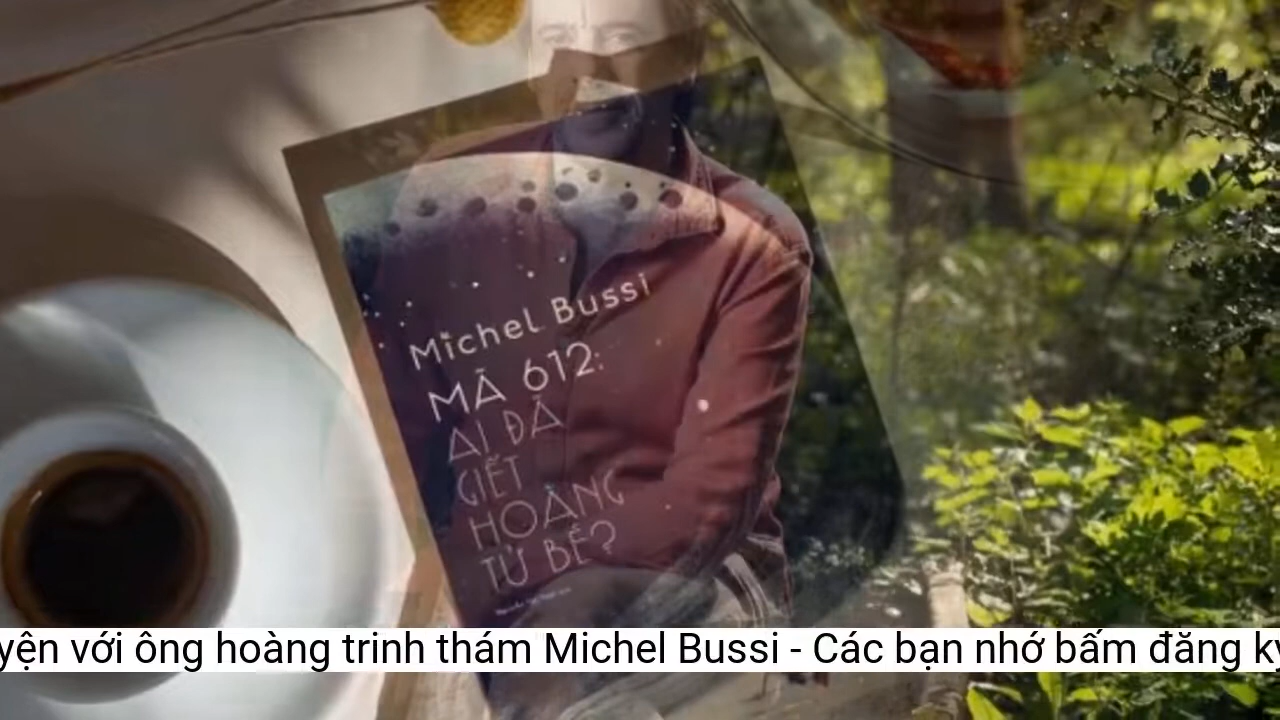 Michel Bussi
MÃ 612:
AI ĐÃ
GIẾT
HOÀNG
TỬ BÉ?
yện với ông hoàng trinh thám Michel Bussi - Các bạn nhớ bấm đăng ký